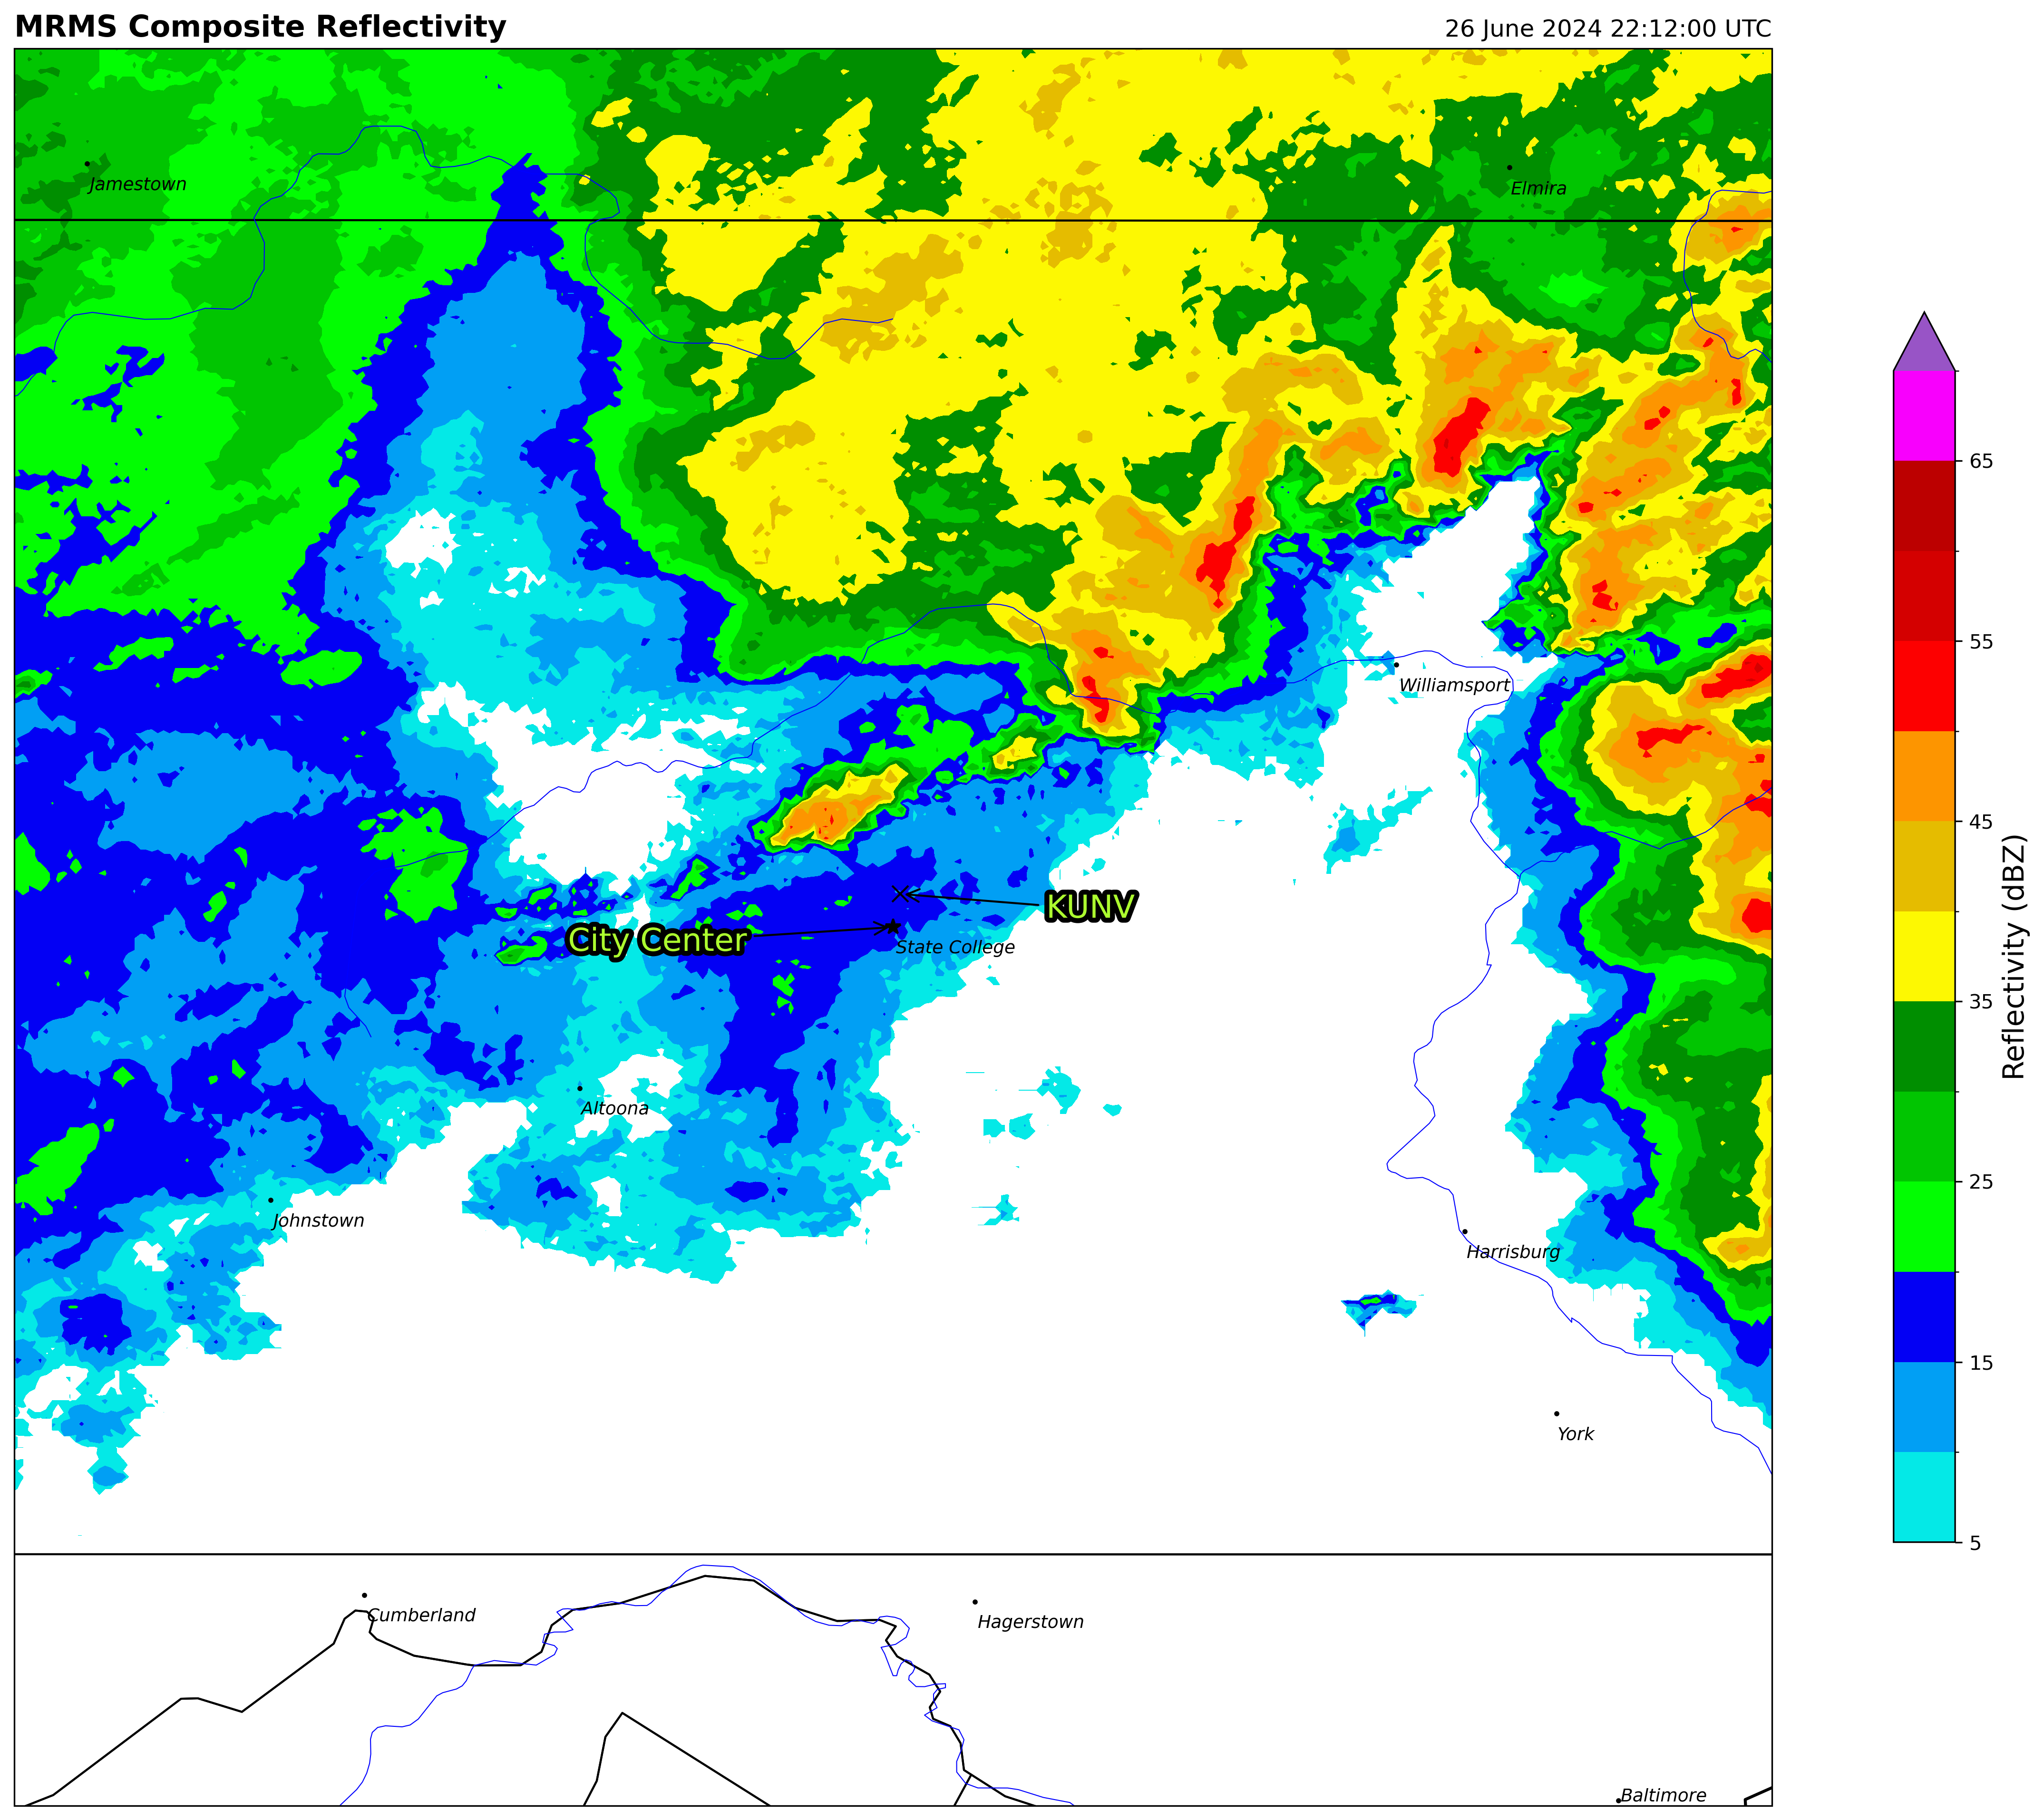 MRMS Composite Reflectivity
26 June 2024 22:12:00 UTC
Jamestown
Elmira
Williamsport
KUNV
City Center
State College
Altoona
Johnstown
Harrisburg
York
Cumberland
Hagerstown
Baltimore
65
55
45
35
25
15
5
Reflectivity (dBZ)